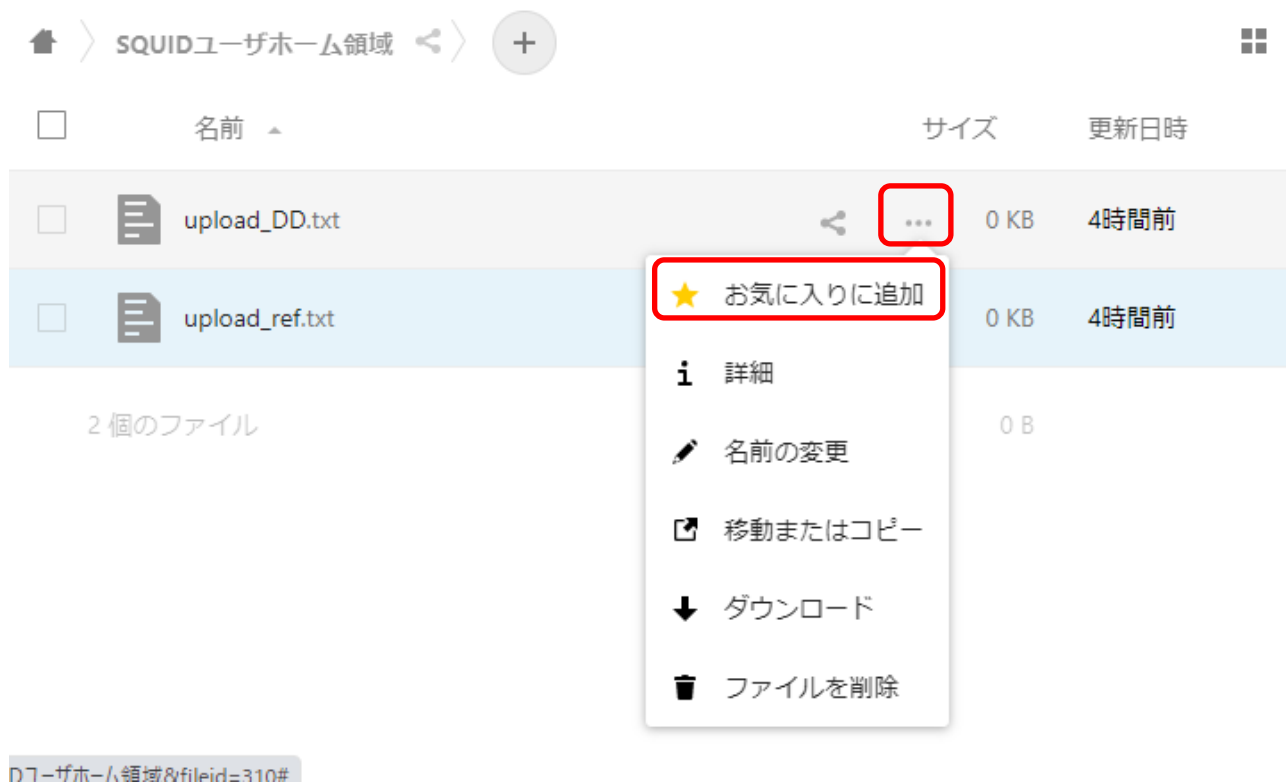 SQUIDユーザホーム領域
名前 サイズ 更新日時
upload_DD.txt 0 KB 4時間前
お気に入りに追加
upload_ref.txt 0 KB 4時間前
詳細
2 個のファイル 0 B
名前の変更
移動またはコピー
ダウンロード
ファイルを削除
Dユーザホーム領域&fileid=310#